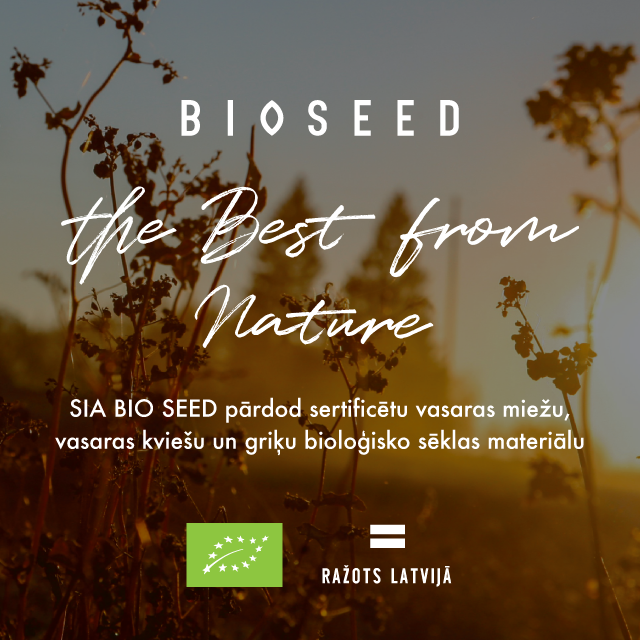 BIOSEED
the Best from
Nature
SIA BIO SEED pārdod sertificētu vasaras miežu,
vasaras kviešu un griķu bioloģisko sēklas materiālu
RAŽOTS LATVIJĀ